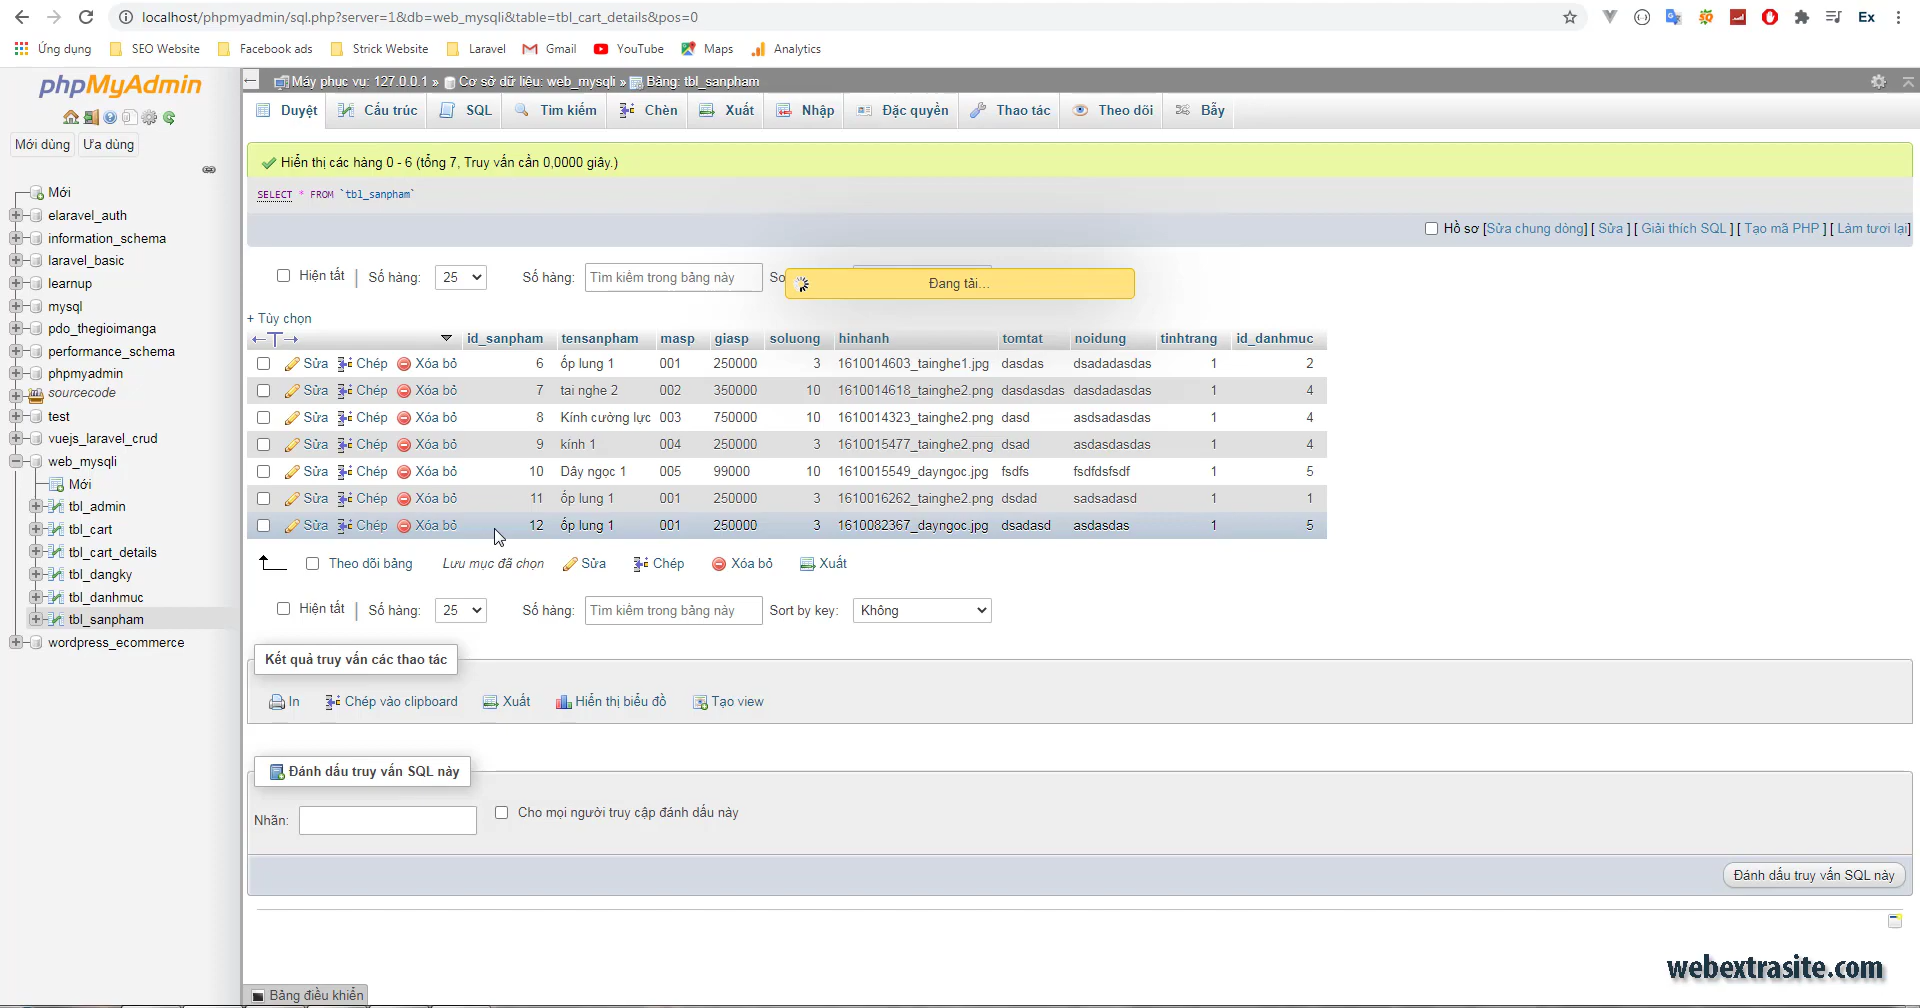 localhost/phpmyadmin/sql.php?server=1&db=web_mysqli&table=tbl_cart_details&pos=0
Ex
Ứng dụng SEO Website Facebook ads Strick Website Laravel Gmail YouTube Maps Analytics
phpMyAdmin
Mới dùng Ưa dùng
Mới
elaravel_auth
information_schema
laravel_basic
learnup
mysql
pdo_thegioimanga
performance_schema
phpmyadmin
sourcecode
test
vuejs_laravel_crud
web_mysqli
Mới
tbl_admin
tbl_cart
tbl_cart_details
tbl_dangky
tbl_danhmuc
tbl_sanpham
wordpress_ecommerce
Máy phục vụ: 127.0.0.1 » Cơ sở dữ liệu: web_mysqli » Bảng: tbl_sanpham
Duyệt Cấu trúc SQL Tìm kiếm Chèn Xuất Nhập Đặc quyền Thao tác Theo dõi Bẫy
Hiển thị các hàng 0 - 6 (tổng 7, Truy vấn cần 0,0000 giây.)
SELECT * FROM `tbl_sanpham`
Hồ sơ [Sửa chung dòng] [ Sửa ] [ Giải thích SQL ] [ Tạo mã PHP ] [ Làm tươi lại]
Hiện tất | Số hàng: 25 Số hàng: Tìm kiếm trong bảng này So
Đang tải...
+ Tùy chọn
id_sanpham tensanpham masp giasp soluong hinhanh tomtat noidung tinhtrang id_danhmuc
Sửa Chép Xóa bỏ 6 ốp lung 1 001 250000 3 1610014603_tainghe1.jpg dasdas dsadadasdas 1 2
Sửa Chép Xóa bỏ 7 tai nghe 2 002 350000 10 1610014618_tainghe2.png dasdasdas dasdadasdas 1 4
Sửa Chép Xóa bỏ 8 Kính cường lực 003 750000 10 1610014323_tainghe2.png dasd asdsadasdas 1 4
Sửa Chép Xóa bỏ 9 kính 1 004 250000 3 1610015477_tainghe2.png dsad asdasdasdas 1 4
Sửa Chép Xóa bỏ 10 Dây ngọc 1 005 99000 10 1610015549_dayngoc.jpg fsdfs fsdfdsfsdf 1 5
Sửa Chép Xóa bỏ 11 ốp lung 1 001 250000 3 1610016262_tainghe2.png dsdad sadsadasd 1 1
Sửa Chép Xóa bỏ 12 ốp lung 1 001 250000 3 1610082367_dayngoc.jpg dsadasd asdasdas 1 5
Theo dõi bảng Lưu mục đã chọn Sửa Chép Xóa bỏ Xuất
Hiện tất | Số hàng: 25 Số hàng: Tìm kiếm trong bảng này Sort by key: Không
Kết quả truy vấn các thao tác
In Chép vào clipboard Xuất Hiển thị biểu đồ Tạo view
Đánh dấu truy vấn SQL này
Nhãn: Cho mọi người truy cập đánh dấu này
Đánh dấu truy vấn SQL này
webextrasite.com
Bảng điều khiển